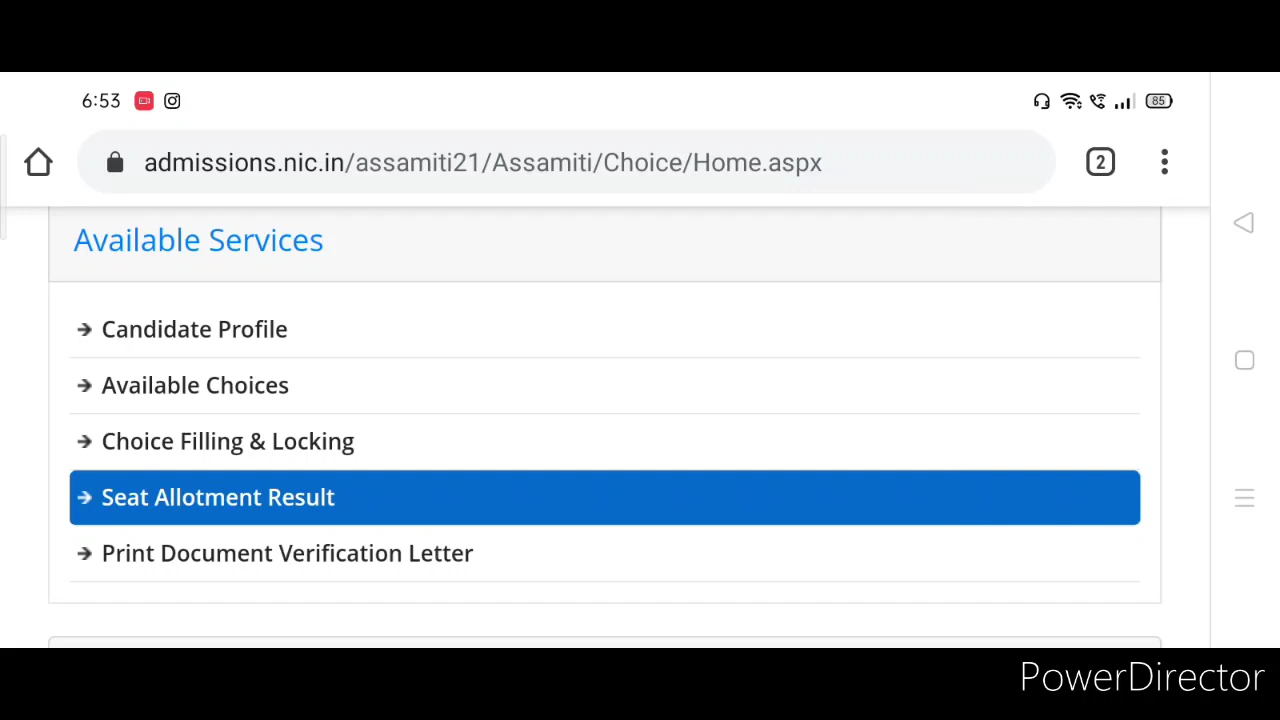 6:53
85
admissions.nic.in/assamiti21/Assamiti/Choice/Home.aspx
2
Available Services
Candidate Profile
Available Choices
Choice Filling & Locking
Seat Allotment Result
Print Document Verification Letter
PowerDirector